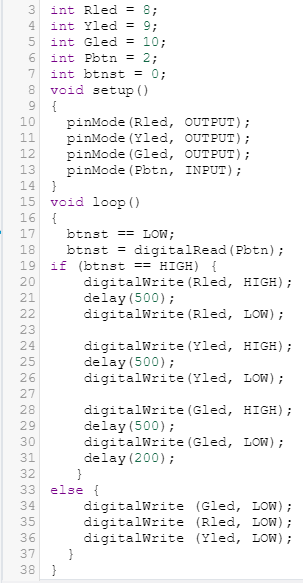 3 int Rled = 8;
4 int Yled = 9;
5 int Gled = 10;
6 int Pbtn = 2;
7 int btnst = 0;
8 void setup()
9 {
10   pinMode(Rled, OUTPUT);
11   pinMode(Yled, OUTPUT);
12   pinMode(Gled, OUTPUT);
13   pinMode(Pbtn, INPUT);
14 }
15 void loop()
16 {
17   btnst == LOW;
18   btnst = digitalRead(Pbtn);
19 if (btnst == HIGH) {
20     digitalWrite(Rled, HIGH);
21     delay(500);
22     digitalWrite(Rled, LOW);
23
24     digitalWrite(Yled, HIGH);
25     delay(500);
26     digitalWrite(Yled, LOW);
27
28     digitalWrite(Gled, HIGH);
29     delay(500);
30     digitalWrite(Gled, LOW);
31     delay(200);
32    }
33 else {
34     digitalWrite (Gled, LOW);
35     digitalWrite (Rled, LOW);
36     digitalWrite (Yled, LOW);
37   }
38 }